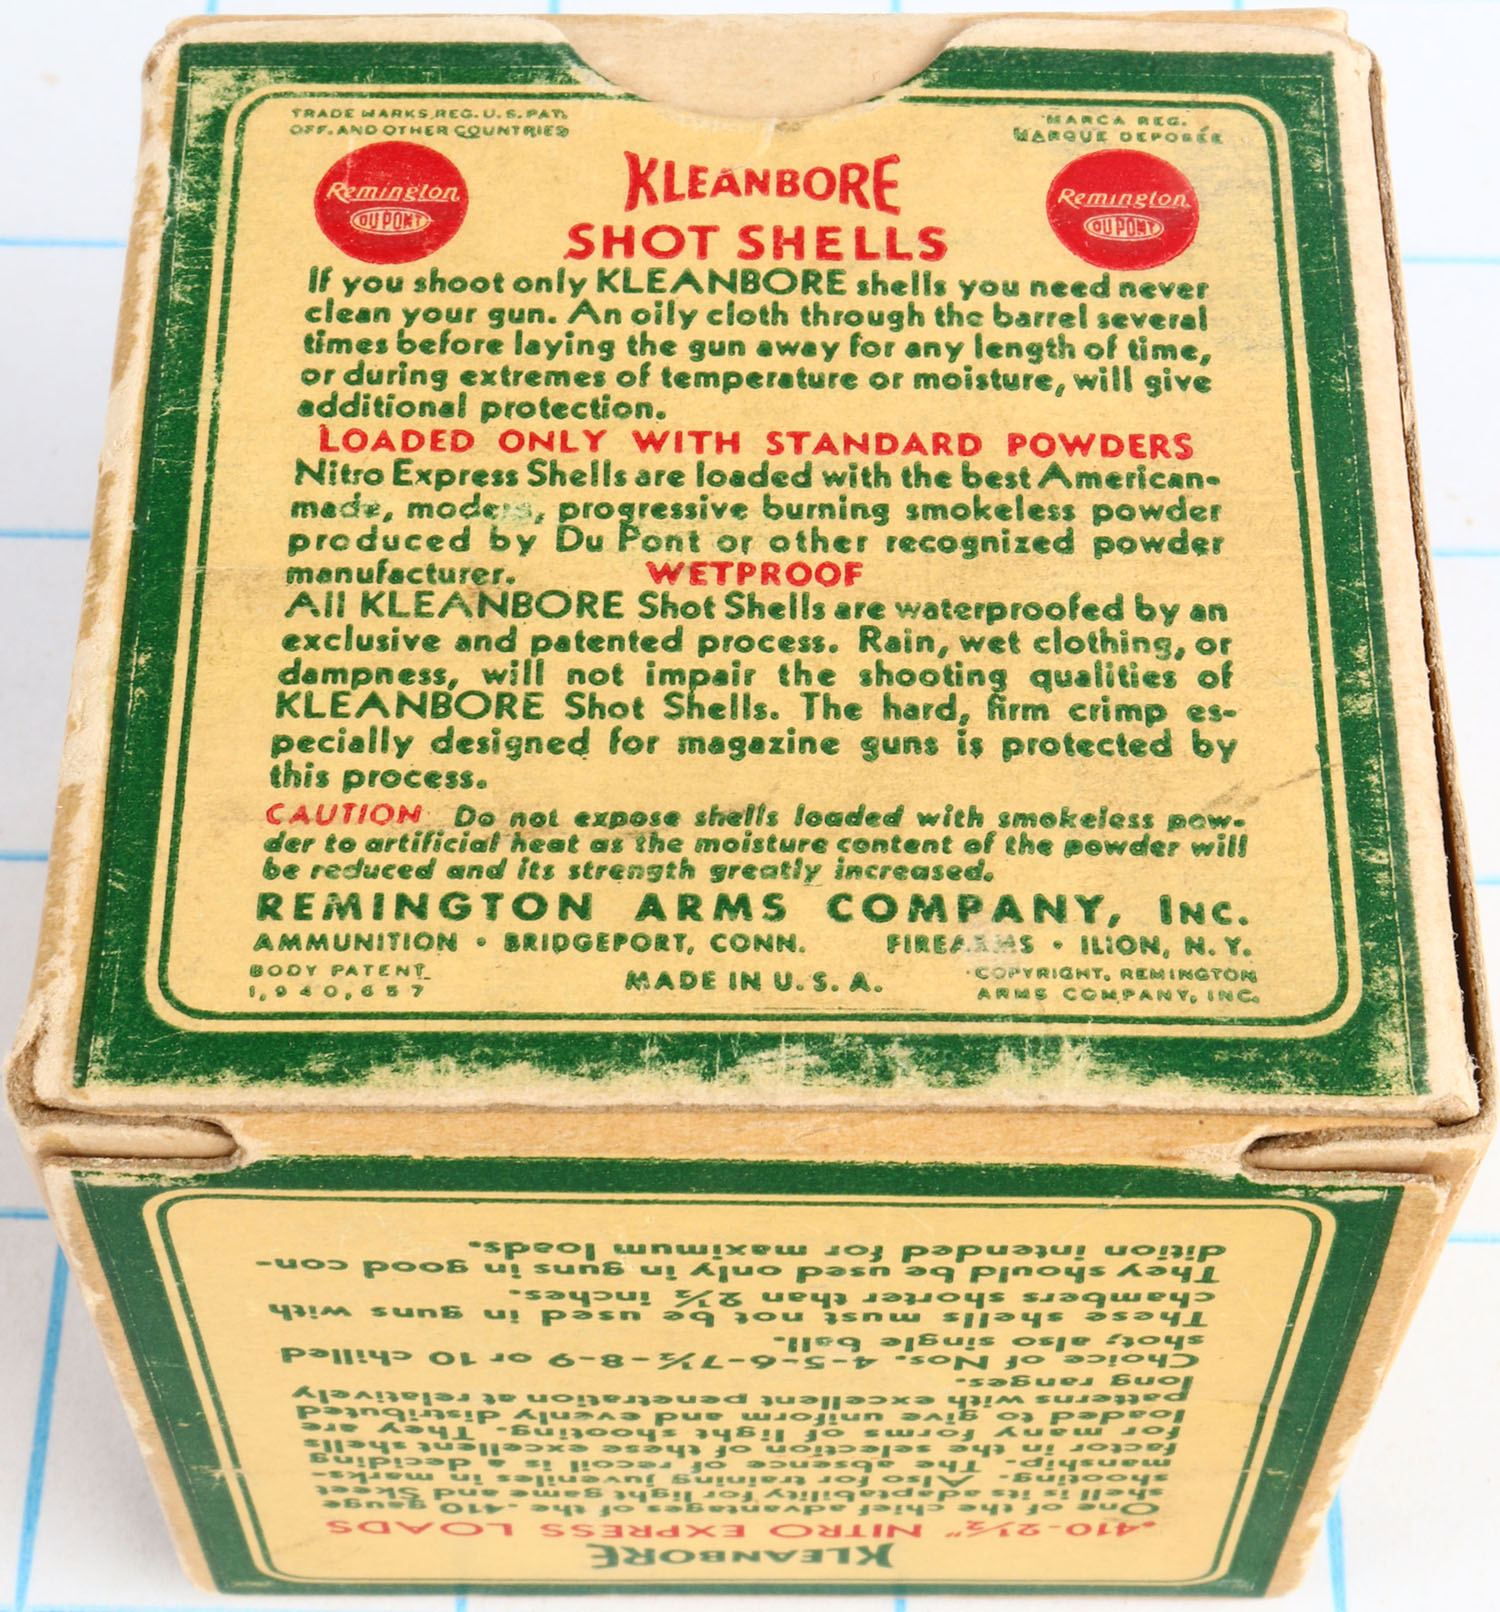 TRADE MARKS REG. U.S. PAT.
OFF. AND OTHER COUNTRIES
MARCA REG.
MARQUE DEPOSÉE
Remington
DU PONT
KLEANBORE
SHOT SHELLS
Remington
DU PONT
If you shoot only KLEANBORE shells you need never
clean your gun. An oily cloth through the barrel several
times before laying the gun away for any length of time,
or during extremes of temperature or moisture, will give
additional protection.
LOADED ONLY WITH STANDARD POWDERS
Nitro Express Shells are loaded with the best American-
made, modern, progressive burning smokeless powder
produced by Du Pont or other recognized powder
manufacturer. WETPROOF
All KLEANBORE Shot Shells are waterproofed by an
exclusive and patented process. Rain, wet clothing, or
dampness, will not impair the shooting qualities of
KLEANBORE Shot Shells. The hard, firm crimp es-
pecially designed for magazine guns is protected by
this process.
CAUTION Do not expose shells loaded with smokeless pow-
der to artificial heat as the moisture content of the powder will
be reduced and its strength greatly increased.
REMINGTON ARMS COMPANY, INC.
AMMUNITION • BRIDGEPORT, CONN. FIREARMS • ILION, N.Y.
BODY PATENT
1,940,657
MADE IN U.S.A.
COPYRIGHT, REMINGTON
ARMS COMPANY, INC.
KLEANBORE
.410-2½" NITRO EXPRESS LOADS
One of the chief advantages of the .410 gauge
shell is its adaptability for light game and Skeet
shooting. Also for training juveniles in marks-
manship. The absence of recoil is a deciding
factor in the selection of these excellent shells
for many forms of light shooting. They are
loaded to give uniform and evenly distributed
patterns with excellent penetration at relatively
long ranges.
Choice of Nos. 4-5-6-7½-8-9 or 10 chilled
shot; also single ball.
These shells must not be used in guns with
chambers shorter than 2½ inches.
They should be used only in guns in good con-
dition intended for maximum loads.